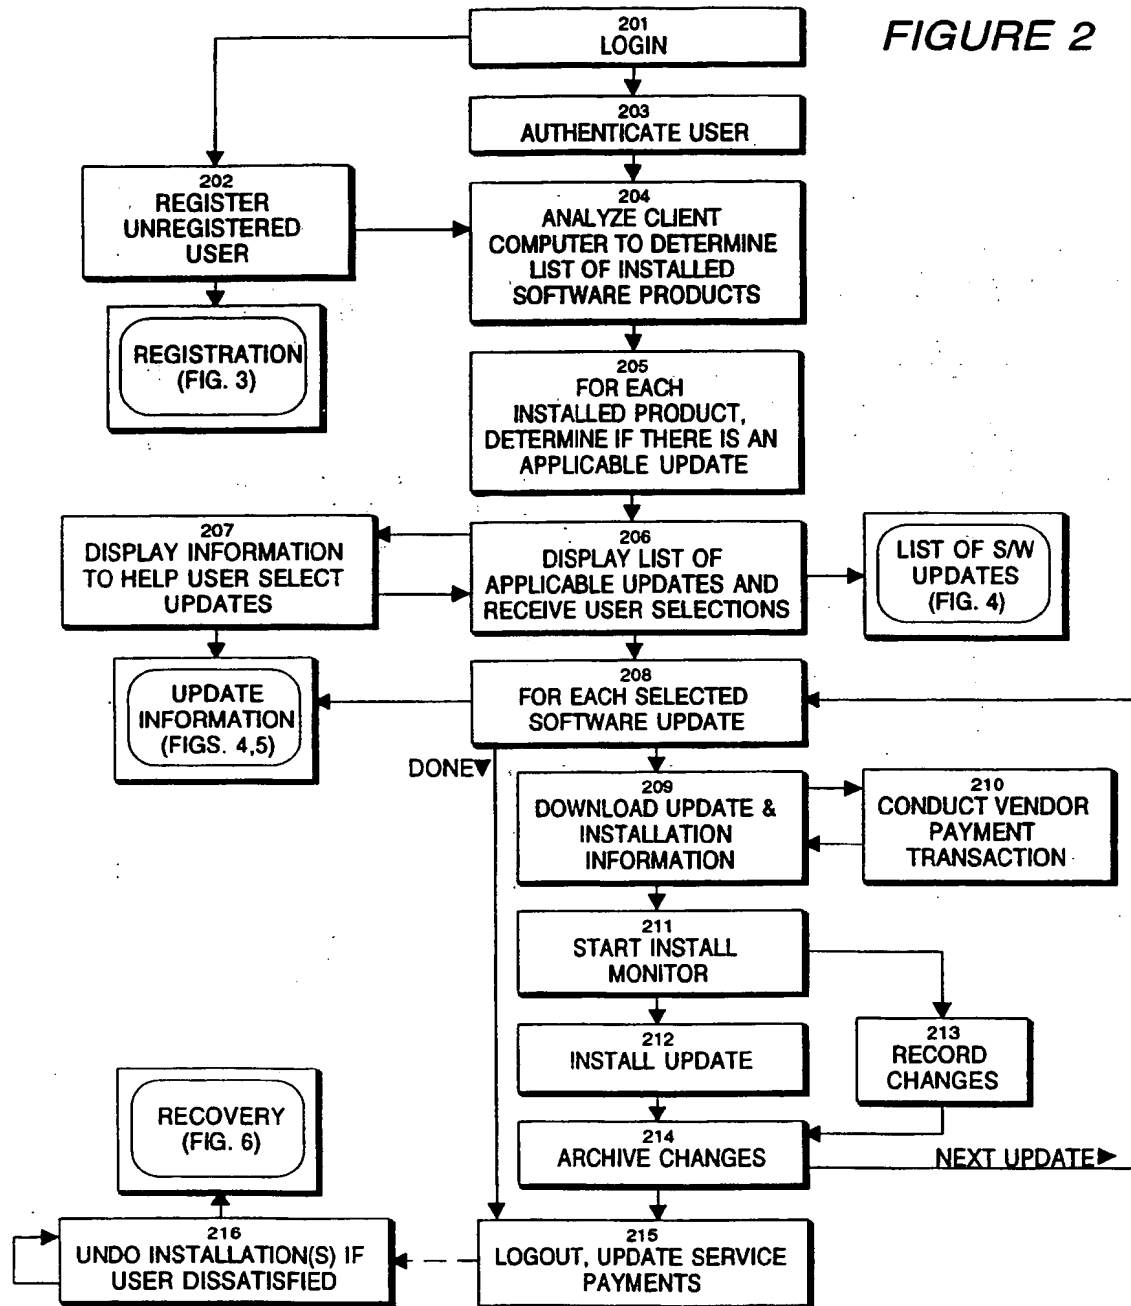 FIGURE 2
201
LOGIN
203
AUTHENTICATE USER
202
REGISTER
UNREGISTERED
USER
204
ANALYZE CLIENT
COMPUTER TO DETERMINE
LIST OF INSTALLED
SOFTWARE PRODUCTS
REGISTRATION
(FIG. 3)
205
FOR EACH
INSTALLED PRODUCT,
DETERMINE IF THERE IS AN
APPLICABLE UPDATE
207
DISPLAY INFORMATION
TO HELP USER SELECT
UPDATES
206
DISPLAY LIST OF
APPLICABLE UPDATES AND
RECEIVE USER SELECTIONS
LIST OF S/W
UPDATES
(FIG. 4)
UPDATE
INFORMATION
(FIGS. 4,5)
208
FOR EACH SELECTED
SOFTWARE UPDATE
DONE
209
DOWNLOAD UPDATE &
INSTALLATION
INFORMATION
210
CONDUCT VENDOR
PAYMENT
TRANSACTION
211
START INSTALL
MONITOR
212
INSTALL UPDATE
213
RECORD
CHANGES
RECOVERY
(FIG. 6)
214
ARCHIVE CHANGES
NEXT UPDATE
216
UNDO INSTALLATION(S) IF
USER DISSATISFIED
215
LOGOUT, UPDATE SERVICE
PAYMENTS